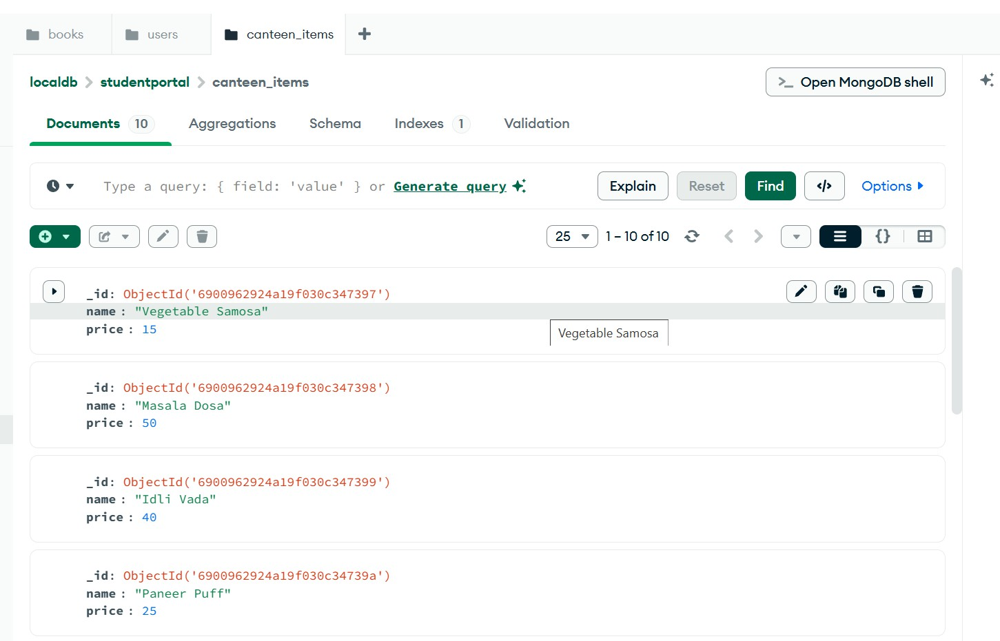 books users canteen_items
localdb studentportal canteen_items
>_ Open MongoDB shell
Documents 10 Aggregations Schema Indexes 1 Validation
Type a query: { field: 'value' } or Generate query
Explain Reset Find </> Options
25 1 – 10 of 10 {}
_id: ObjectId('6900962924a19f030c347397')
name : "Vegetable Samosa"
price : 15
Vegetable Samosa
_id: ObjectId('6900962924a19f030c347398')
name : "Masala Dosa"
price : 50
_id: ObjectId('6900962924a19f030c347399')
name : "Idli Vada"
price : 40
_id: ObjectId('6900962924a19f030c34739a')
name : "Paneer Puff"
price : 25